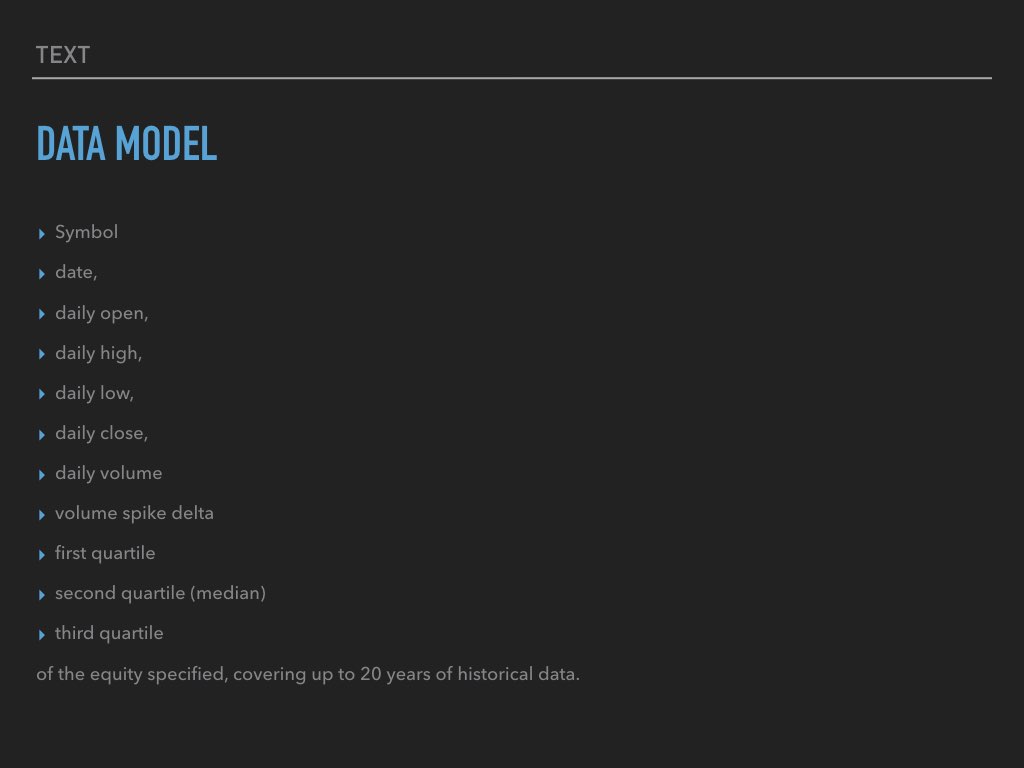 TEXT
DATA MODEL
Symbol
date,
daily open,
daily high,
daily low,
daily close,
daily volume
volume spike delta
first quartile
second quartile (median)
third quartile
of the equity specified, covering up to 20 years of historical data.